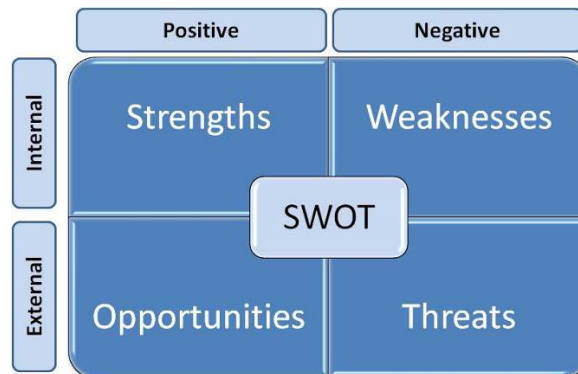 Positive
Negative
Internal
Strengths
Weaknesses
SWOT
External
Opportunities
Threats